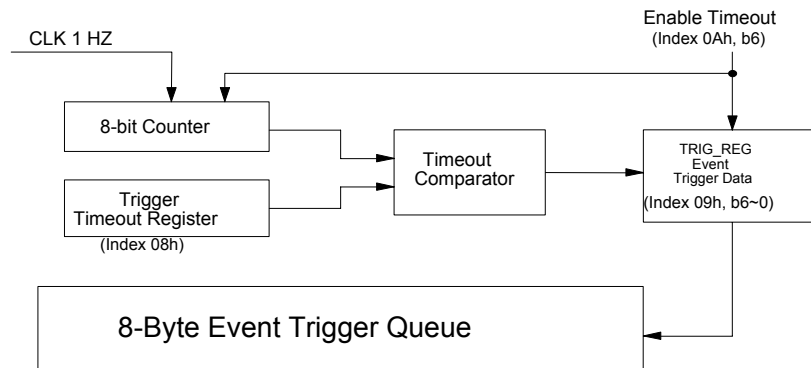 Enable Timeout
(Index 0Ah, b6)
CLK 1 HZ
8-bit Counter
Timeout
Comparator
TRIG_REG
Event
Trigger Data
(Index 09h, b6~0)
Trigger
Timeout Register
(Index 08h)
8-Byte Event Trigger Queue